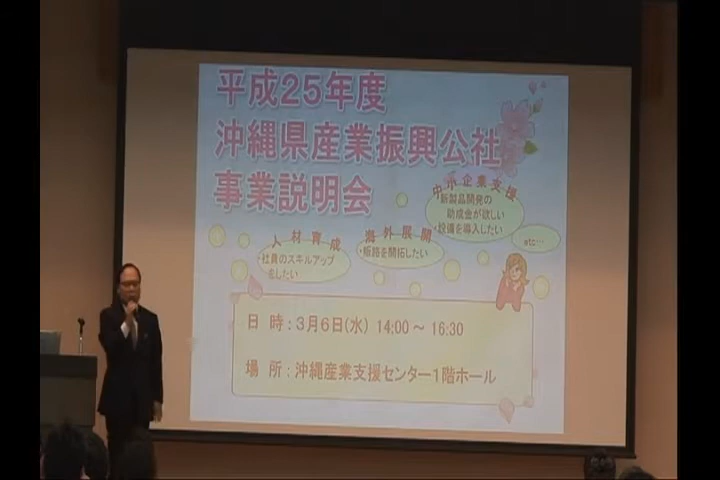 平成25年度
沖縄県産業振興公社
事業説明会
中小企業支援
・新製品開発の
助成金が欲しい
・設備を導入したい
人材育成
・社員のスキルアップ
をしたい
海外展開
・販路を開拓したい
etc…
日 時：3月6日(水) 14:00～16:30
場 所：沖縄産業支援センター1階ホール